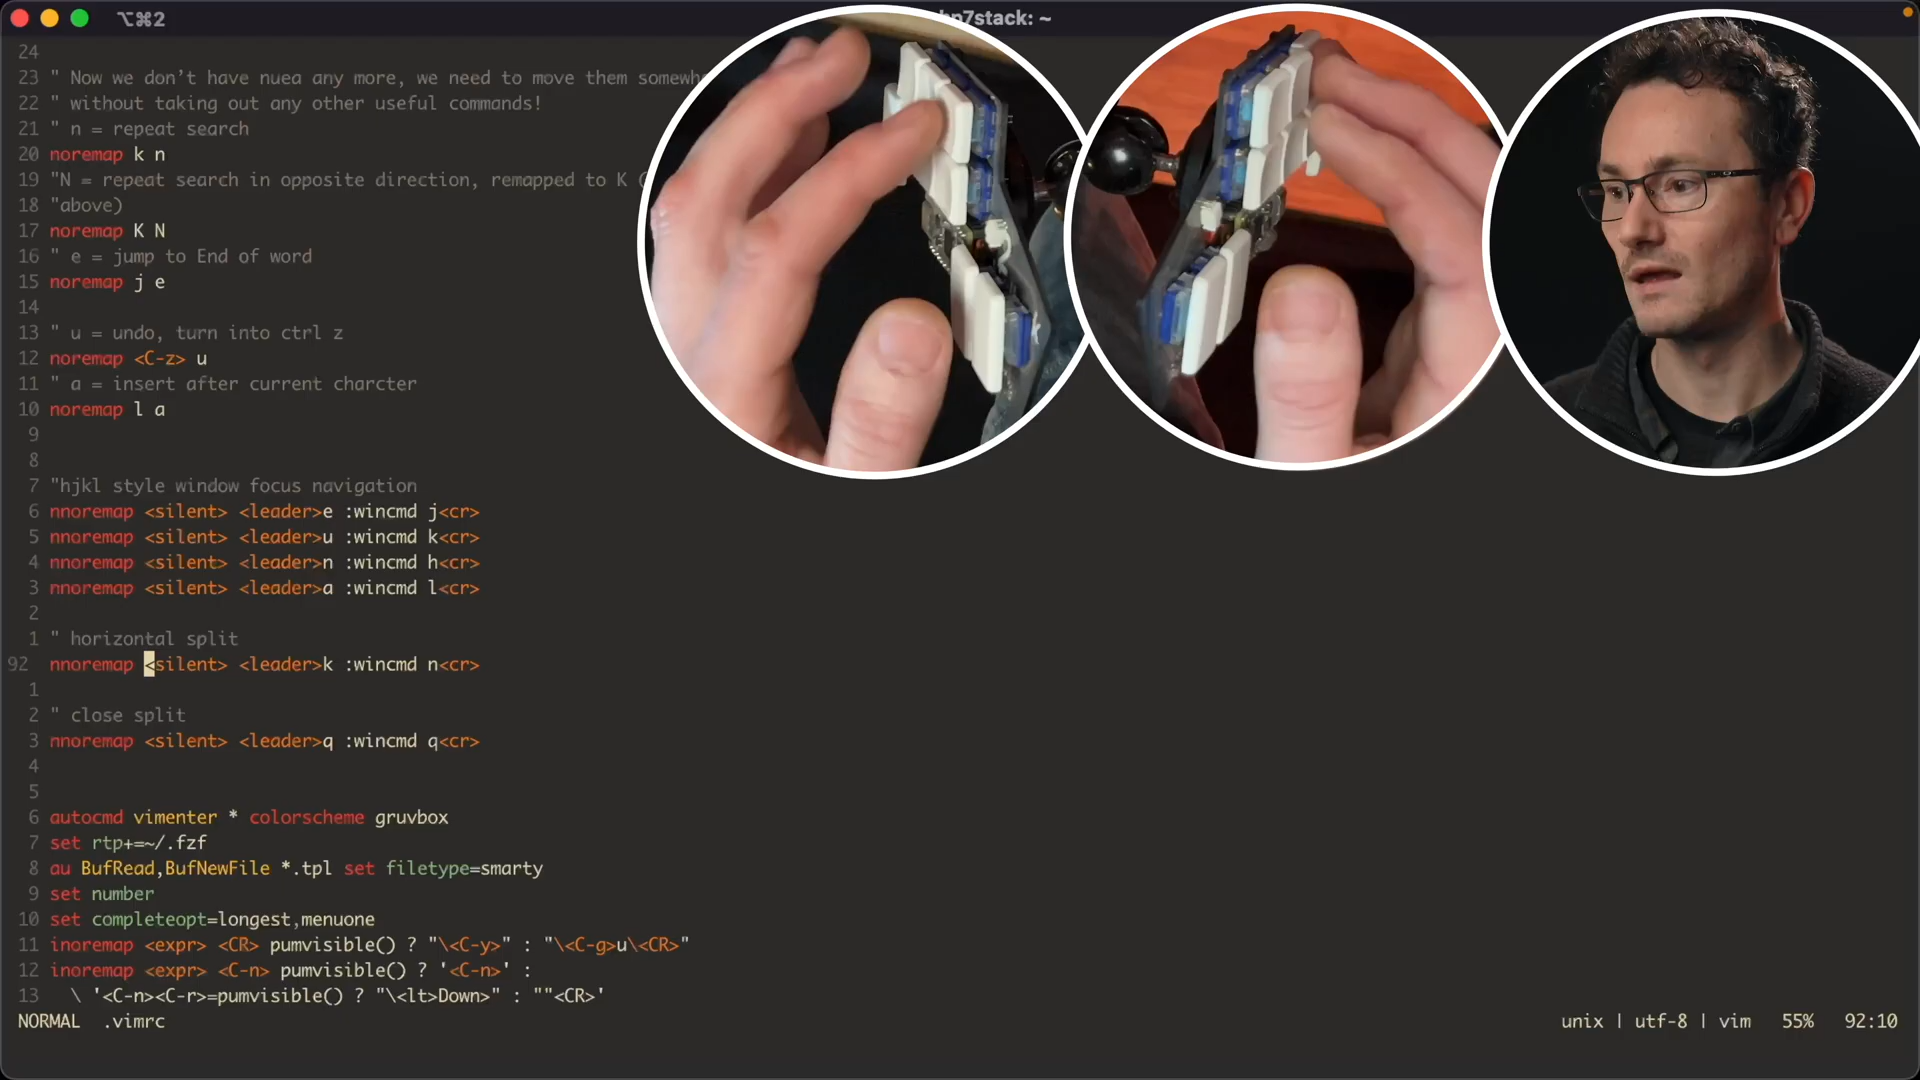 ⌥⌘2
hp7stack: ~
24
23 " Now we don’t have nuea any more, we need to move them
22 " without taking out any other useful commands!
21 " n = repeat search
20 noremap k n
19 "N = repeat search in opposite direction, remapped to K (
18 "above)
17 noremap K N
16 " e = jump to End of word
15 noremap j e
14
13 " u = undo, turn into ctrl z
12 noremap <C-z> u
11 " a = insert after current charcter
10 noremap l a
9
8
7 "hjkl style window focus navigation
6 nnoremap <silent> <leader>e :wincmd j<cr>
5 nnoremap <silent> <leader>u :wincmd k<cr>
4 nnoremap <silent> <leader>n :wincmd h<cr>
3 nnoremap <silent> <leader>a :wincmd l<cr>
2
1 " horizontal split
92 nnoremap <silent> <leader>k :wincmd n<cr>
1
2 " close split
3 nnoremap <silent> <leader>q :wincmd q<cr>
4
5
6 autocmd vimenter * colorscheme gruvbox
7 set rtp+=~/.fzf
8 au BufRead,BufNewFile *.tpl set filetype=smarty
9 set number
10 set completeopt=longest,menuone
11 inoremap <expr> <CR> pumvisible() ? "\<C-y>" : "\<C-g>u\<CR>"
12 inoremap <expr> <C-n> pumvisible() ? '<C-n>' :
13 \ '<C-n><C-r>=pumvisible() ? "\<lt>Down>" : ""<CR>'
NORMAL .vimrc
unix | utf-8 | vim 55% 92:10